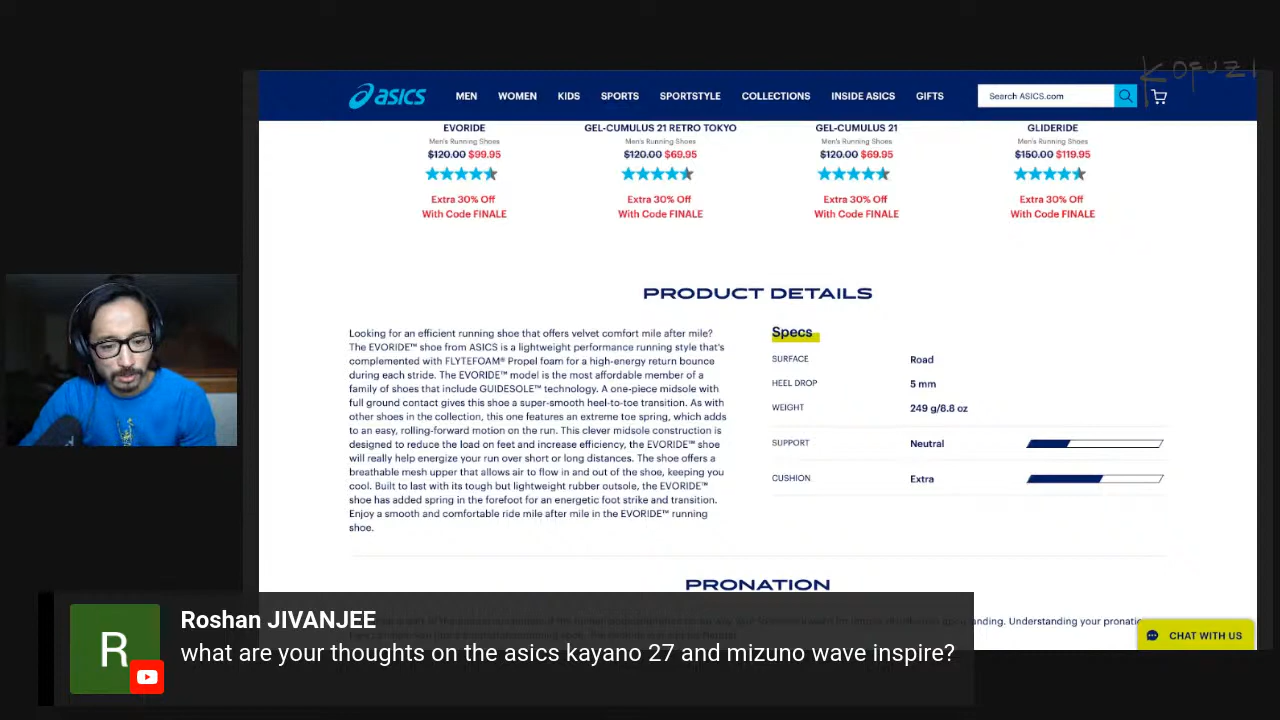 KOFUZI
asics MEN WOMEN KIDS SPORTS SPORTSTYLE COLLECTIONS INSIDE ASICS GIFTS Search ASICS.com
EVORIDE GEL-CUMULUS 21 RETRO TOKYO GEL-CUMULUS 21 GLIDERIDE
Men's Running Shoes Men's Running Shoes Men's Running Shoes Men's Running Shoes
$120.00 $99.95 $120.00 $69.95 $120.00 $69.95 $150.00 $119.95
Extra 30% Off Extra 30% Off Extra 30% Off Extra 30% Off
With Code FINALE With Code FINALE With Code FINALE With Code FINALE
PRODUCT DETAILS
Looking for an efficient running shoe that offers velvet comfort mile after mile?
The EVORIDE™ shoe from ASICS is a lightweight performance running style that's
complemented with FLYTEFOAM® Propel foam for a high-energy return bounce
during each stride. The EVORIDE™ model is the most affordable member of a
family of shoes that include GUIDESOLE™ technology. A one-piece midsole with
full ground contact gives this shoe a super-smooth heel-to-toe transition. As with
other shoes in the collection, this one features an extreme toe spring, which adds
to an easy, rolling-forward motion on the run. This clever midsole construction is
designed to reduce the load on feet and increase efficiency, the EVORIDE™ shoe
will really help energize your run over short or long distances. The shoe offers a
breathable mesh upper that allows air to flow in and out of the shoe, keeping you
cool. Built to last with its tough but lightweight rubber outsole, the EVORIDE™
shoe has added spring in the forefoot for an energetic foot strike and transition.
Enjoy a smooth and comfortable ride mile after mile in the EVORIDE™ running
shoe.
Specs
SURFACE Road
HEEL DROP 5 mm
WEIGHT 249 g/8.8 oz
SUPPORT Neutral
CUSHION Extra
PRONATION
Understanding your
CHAT WITH US
Roshan JIVANJEE
R
what are your thoughts on the asics kayano 27 and mizuno wave inspire?